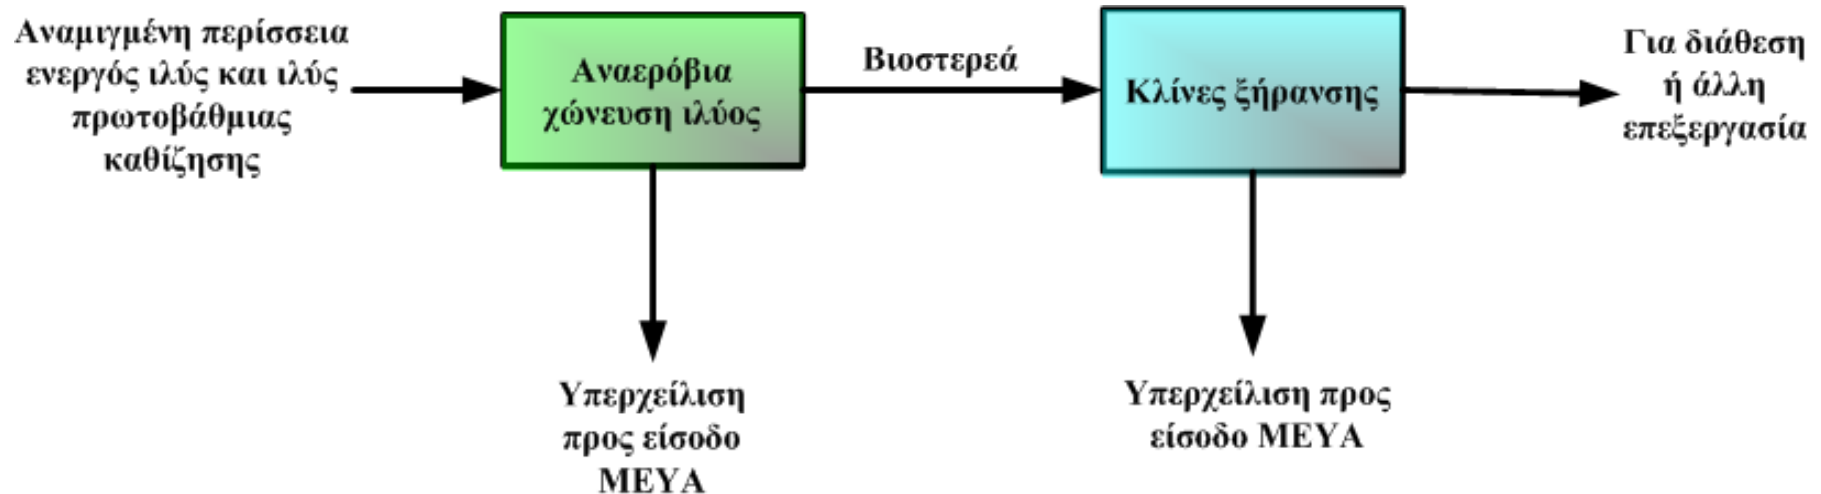 Αναμιγμένη περίσσεια
ενεργός ιλύς και ιλύς
πρωτοβάθμιας
καθίζησης
Αναερόβια
χώνευση ιλύος
Βιοστερεά
Κλίνες ξήρανσης
Για διάθεση
ή άλλη
επεξεργασία
Υπερχείλιση
προς είσοδο
ΜΕΥΑ
Υπερχείλιση προς
είσοδο ΜΕΥΑ